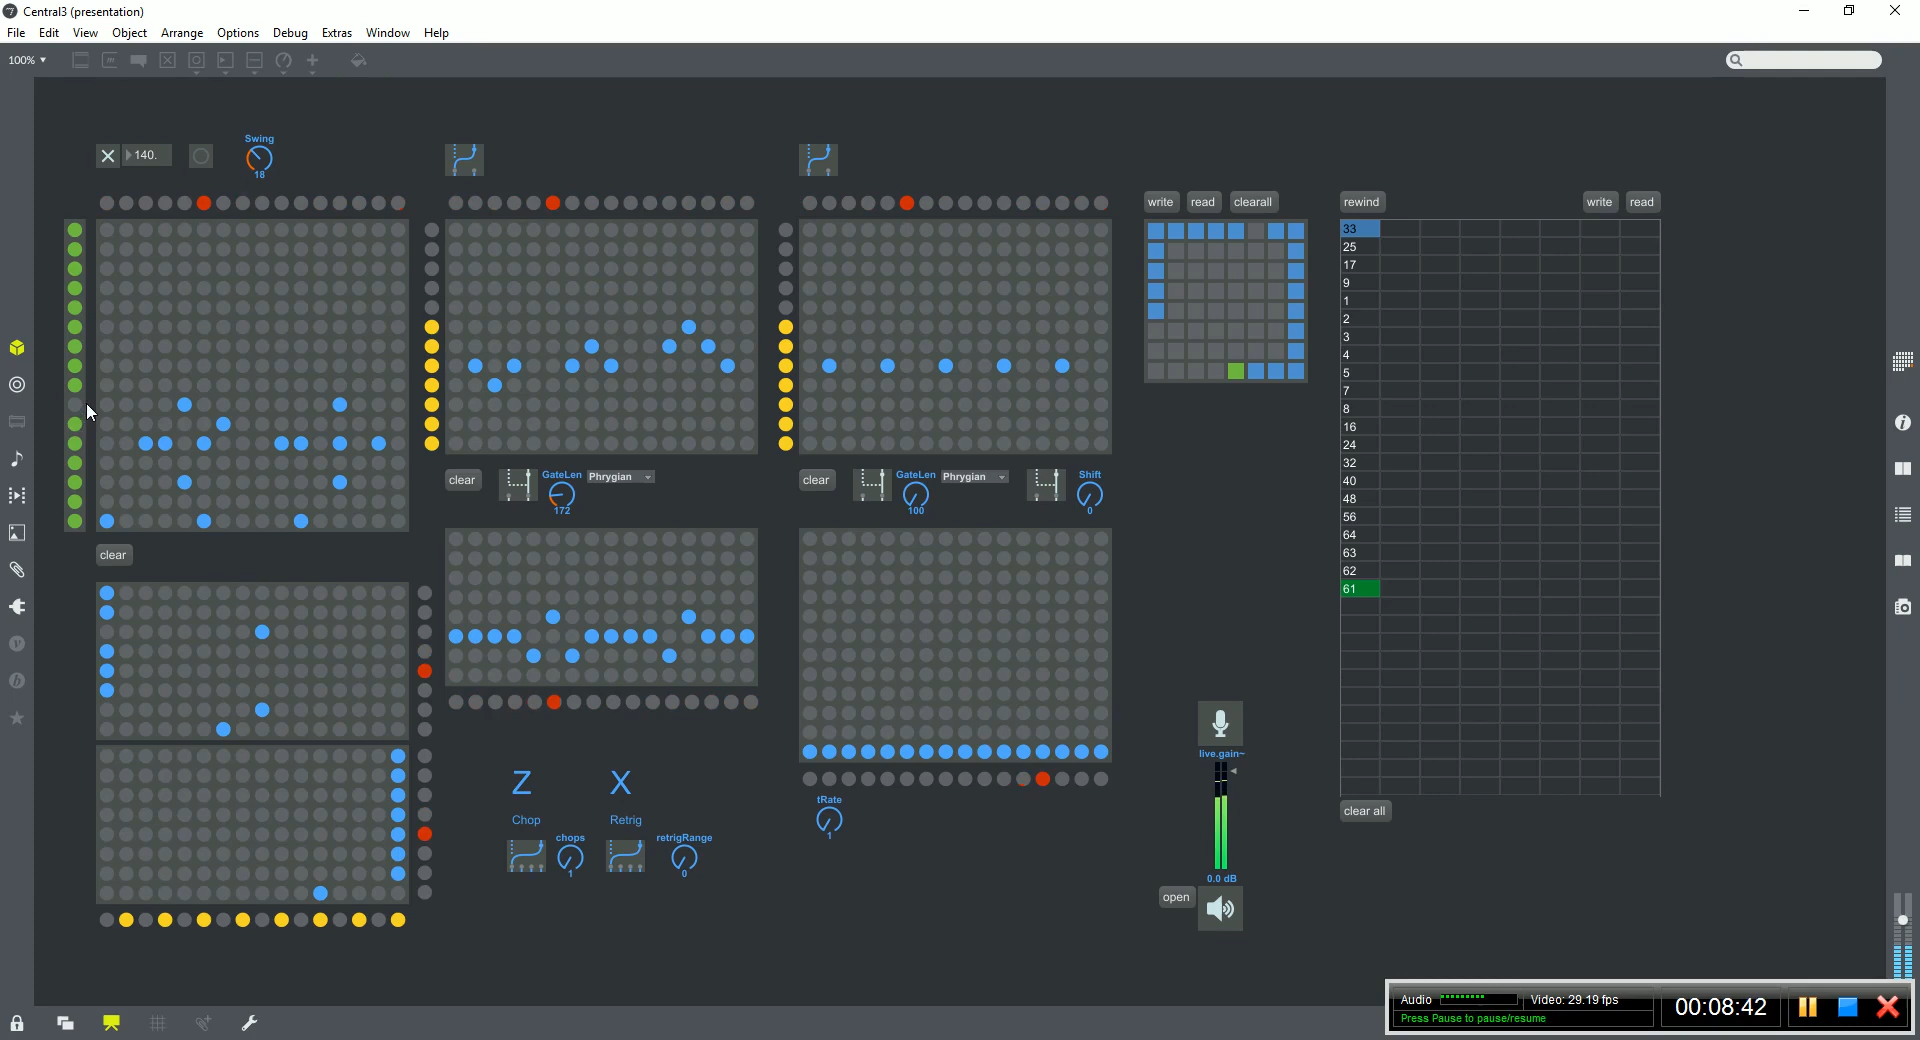 Central3 (presentation)
File Edit View Object Arrange Options Debug Extras Window Help
100%
Swing
140.
18
write read clearall
rewind write read
33
25
17
9
1
2
3
4
5
7
8
16
24
32
40
48
56
64
63
62
61
clear GateLen Phrygian
172
clear GateLen Phrygian Shift
100 0
clear
Z X
Chop Retrig
chops retrigRange
1 0
tRate
1
live.gain~
0.0 dB
open
clear all
Audio Video: 29.19 fps
Press Pause to pause/resume
00:08:42